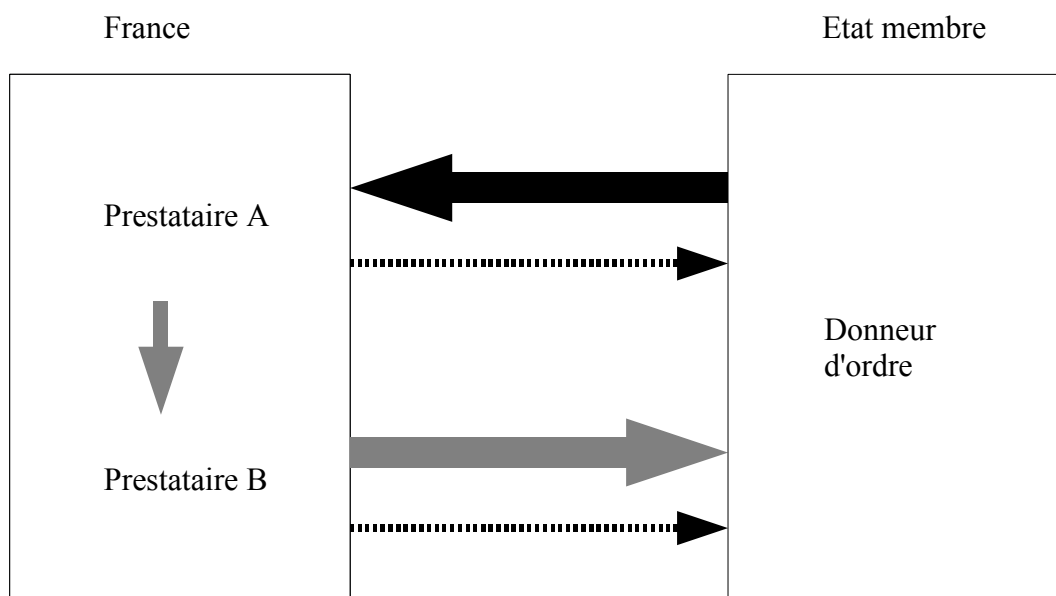 France
Etat membre
Prestataire A
Donneur
d'ordre
Prestataire B